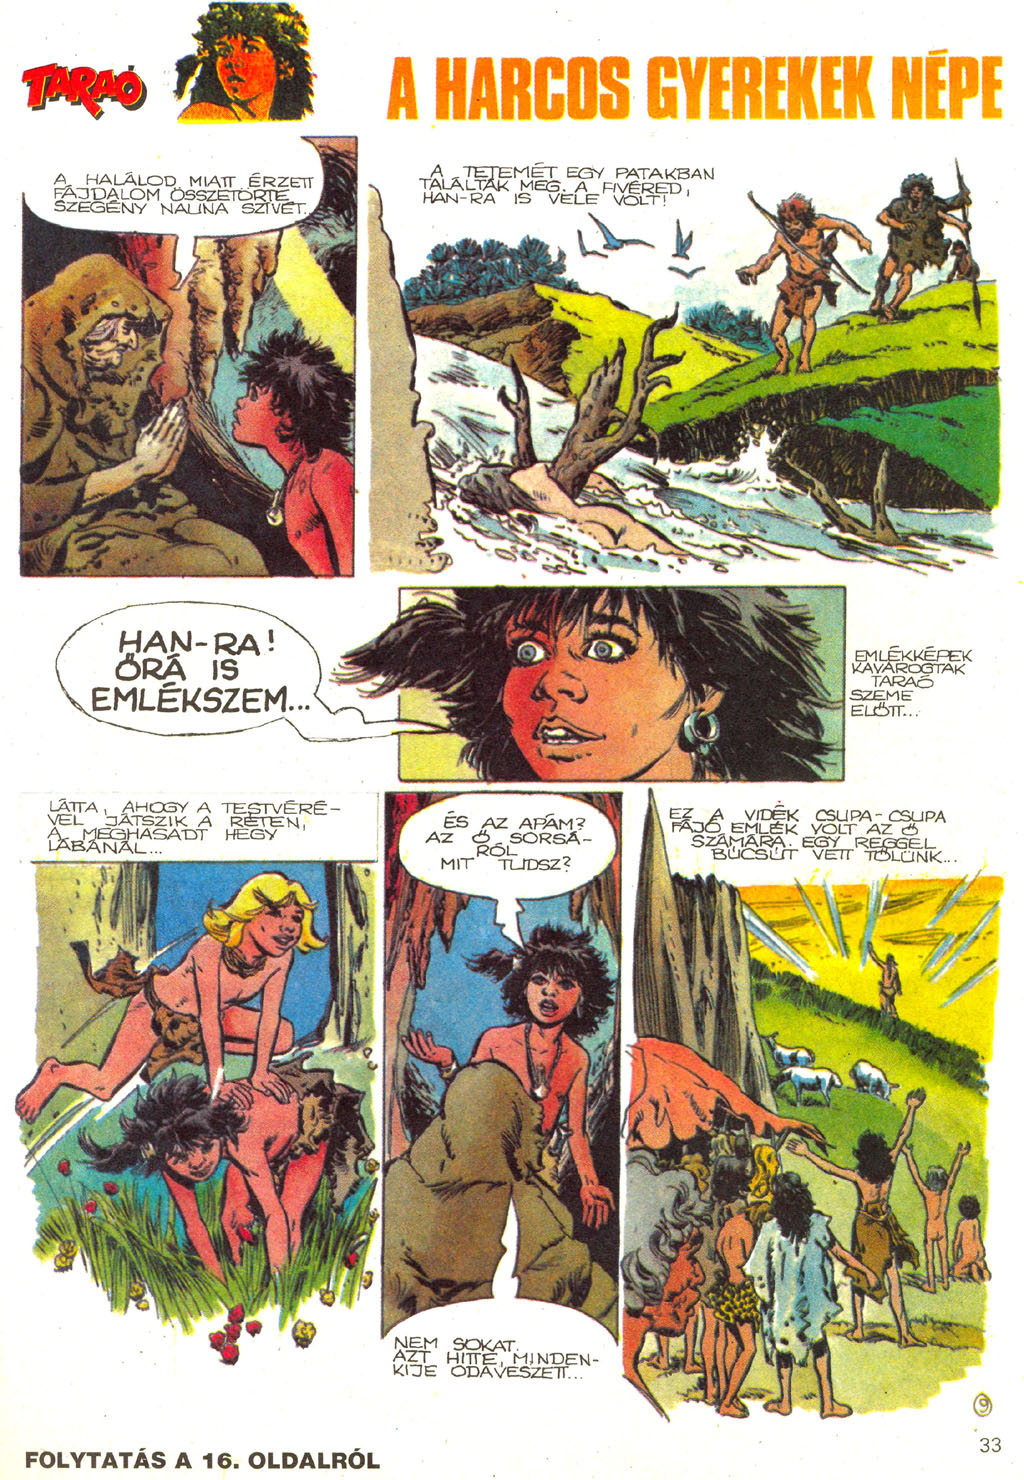 TARAÓ
A HARCOS GYEREKEK NÉPE
A HALÁLOD MIATT ÉRZETT
FÁJDALOM ÖSSZETÖRTE
SZEGÉNY NAUNA SZIVÉT.
A TETEMÉT EGY PATAKBAN
TALÁLTÁK MEG. A FIVÉRED,
HAN-RA IS VELE VOLT!
HAN-RA!
ŐRÁ IS
EMLÉKSZEM...
EMLÉKKÉPEK
KAVAROGTAK
TARAÓ
SZEME
ELŐTT...
LÁTTA, AHOGY A TESTVÉRÉ-
VEL JÁTSZIK A RÉTEN,
A MEGHASADT HEGY
LÁBÁNÁL...
ÉS AZ APÁM?
AZ Ő SORSÁ-
RÓL
MIT TUDSZ?
NEM SOKAT.
AZT HITTE, MINDEN-
KIJE ODAVESZETT...
EZ A VIDÉK CSUPA-CSUPA
FÁJÓ EMLÉK VOLT AZ Ő
SZÁMÁRA. EGY REGGEL
BÚCSÚT VETT TŐLÜNK...
9
33
FOLYTATÁS A 16. OLDALRÓL